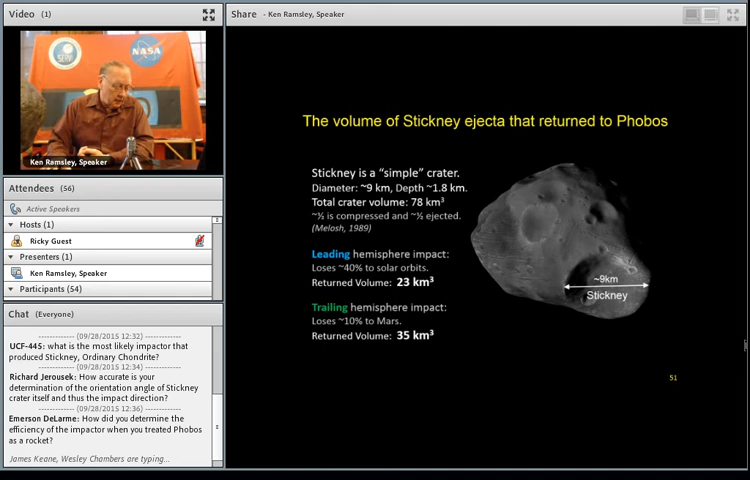 Video (1)
SERVI
NASA
Ken Ramsley, Speaker
Attendees (56)
Active Speakers
Hosts (1)
Ricky Guest
Presenters (1)
Ken Ramsley, Speaker
Participants (54)
Chat (Everyone)
------------- (09/28/2015 12:32) -------------
UCF-445: what is the most likely impactor that
produced Stickney, Ordinary Chondrite?
------------- (09/28/2015 12:34) -------------
Richard Jerousek: How accurate is your
determination of the orientation angle of Stickney
crater itself and thus the impact direction?
------------- (09/28/2015 12:36) -------------
Emerson DeLarme: How did you determine the
efficiency of the impactor when you treated Phobos
as a rocket?
James Keane, Wesley Chambers are typing...
Share - Ken Ramsley, Speaker
The volume of Stickney ejecta that returned to Phobos
Stickney is a “simple” crater.
Diameter: ~9 km, Depth ~1.8 km.
Total crater volume: 78 km³
~½ is compressed and ~½ ejected.
(Melosh, 1989)
Leading hemisphere impact:
Loses ~40% to solar orbits.
Returned Volume: 23 km³
Trailing hemisphere impact:
Loses ~10% to Mars.
Returned Volume: 35 km³
~9km
Stickney
51